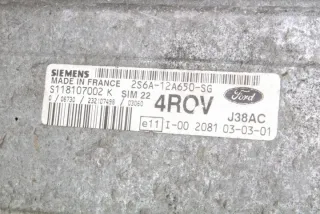 SIEMENS
MADE IN FRANCE 2S6A-12A650-SG
S118107002 K SIM 22 4ROV Ford
J38AC
e11 I-00 2081 03-03-01